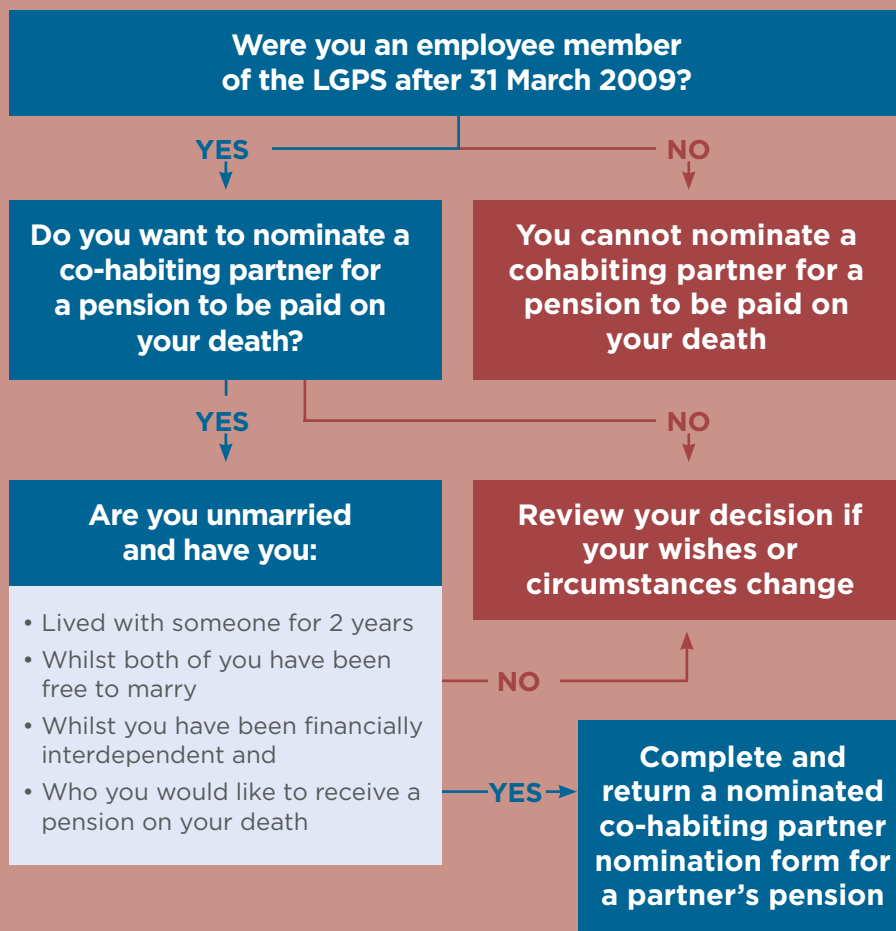 Were you an employee member
of the LGPS after 31 March 2009?
YES
NO
Do you want to nominate a
co-habiting partner for
a pension to be paid on
your death?
You cannot nominate a
cohabiting partner for a
pension to be paid on
your death
YES
NO
Are you unmarried
and have you:
• Lived with someone for 2 years
• Whilst both of you have been
free to marry
• Whilst you have been financially
interdependent and
• Who you would like to receive a
pension on your death
Review your decision if
your wishes or
circumstances change
NO
YES
Complete and
return a nominated
co-habiting partner
nomination form for
a partner’s pension